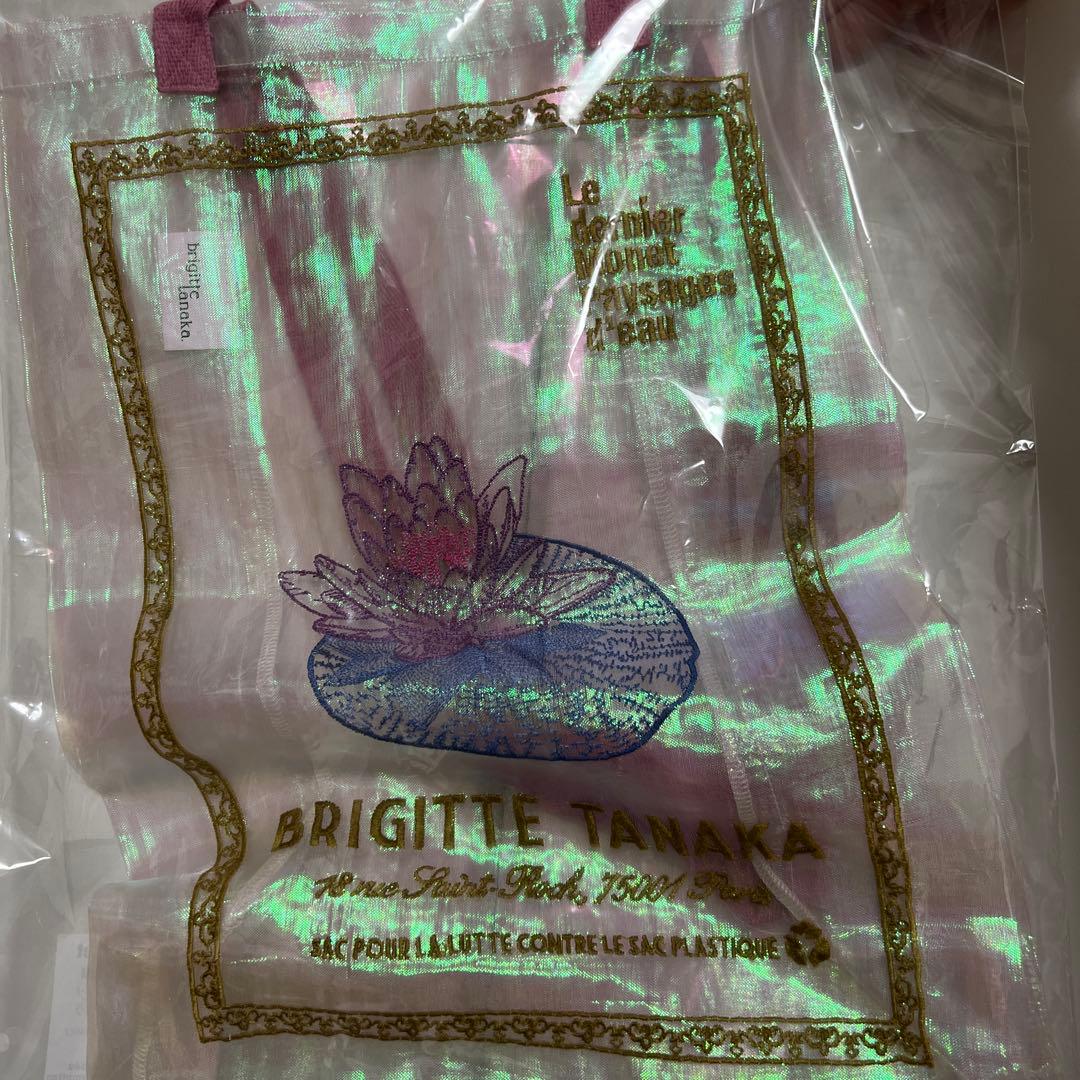 Le
dernier
Monet
Paysages
d'eau
brigitte
tanaka
BRIGITTE TANAKA
18 rue Saint-Roch, 75001 Paris
SAC POUR LA LUTTE CONTRE LE SAC PLASTIQUE